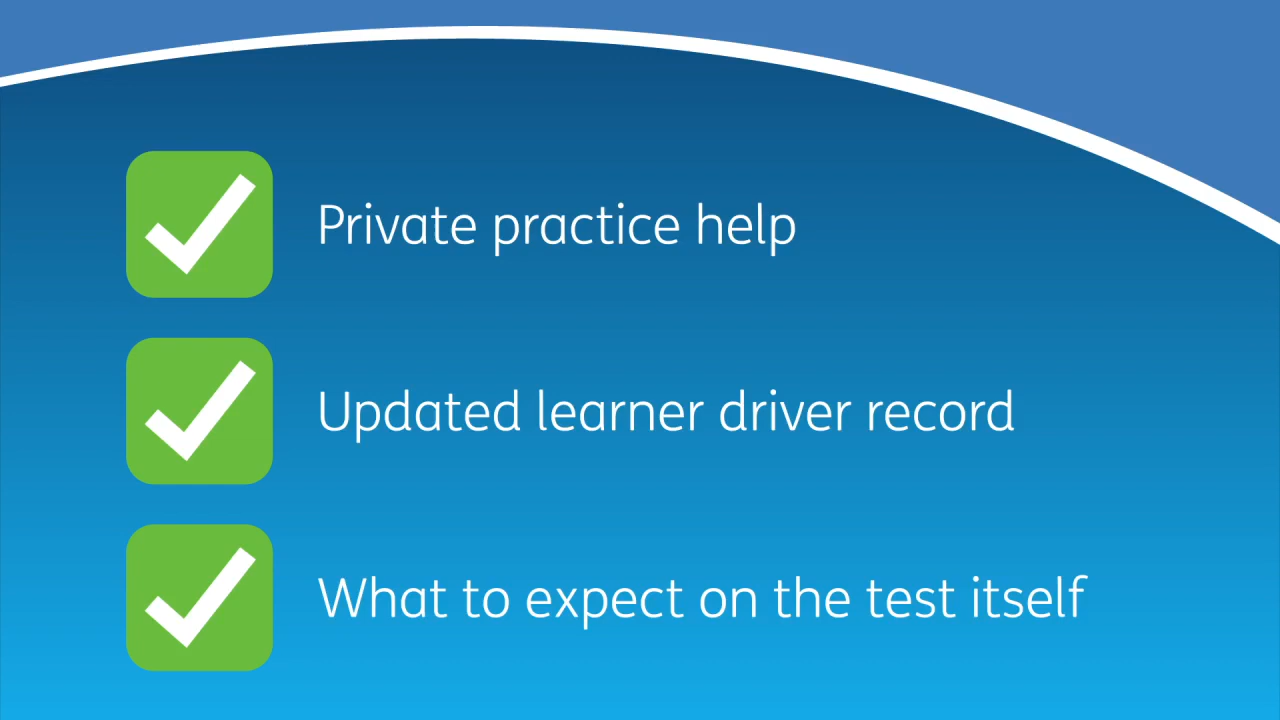 Private practice help
Updated learner driver record
What to expect on the test itself